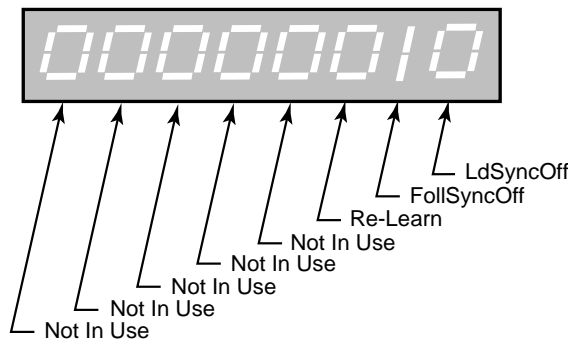 00000010
LdSyncOff
FollSyncOff
Re-Learn
Not In Use
Not In Use
Not In Use
Not In Use
Not In Use